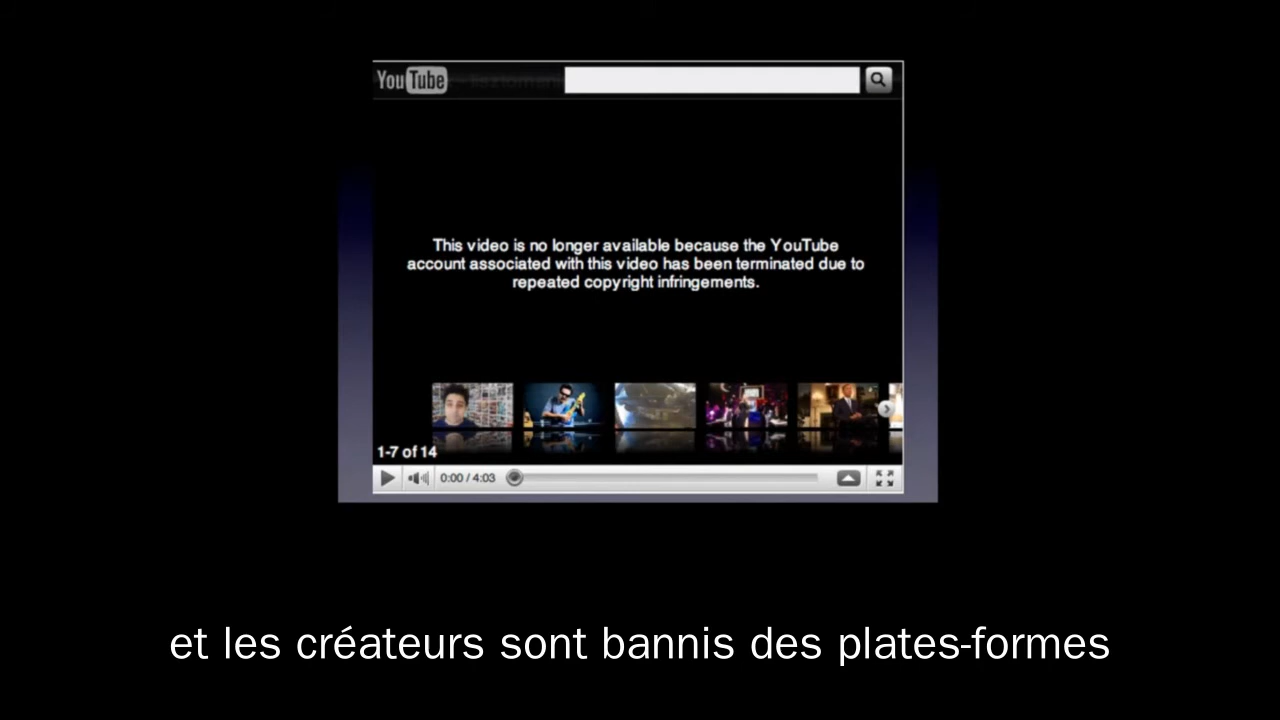 YouTube
This video is no longer available because the YouTube
account associated with this video has been terminated due to
repeated copyright infringements.
1-7 of 14
0:00 / 4:03
et les créateurs sont bannis des plates-formes